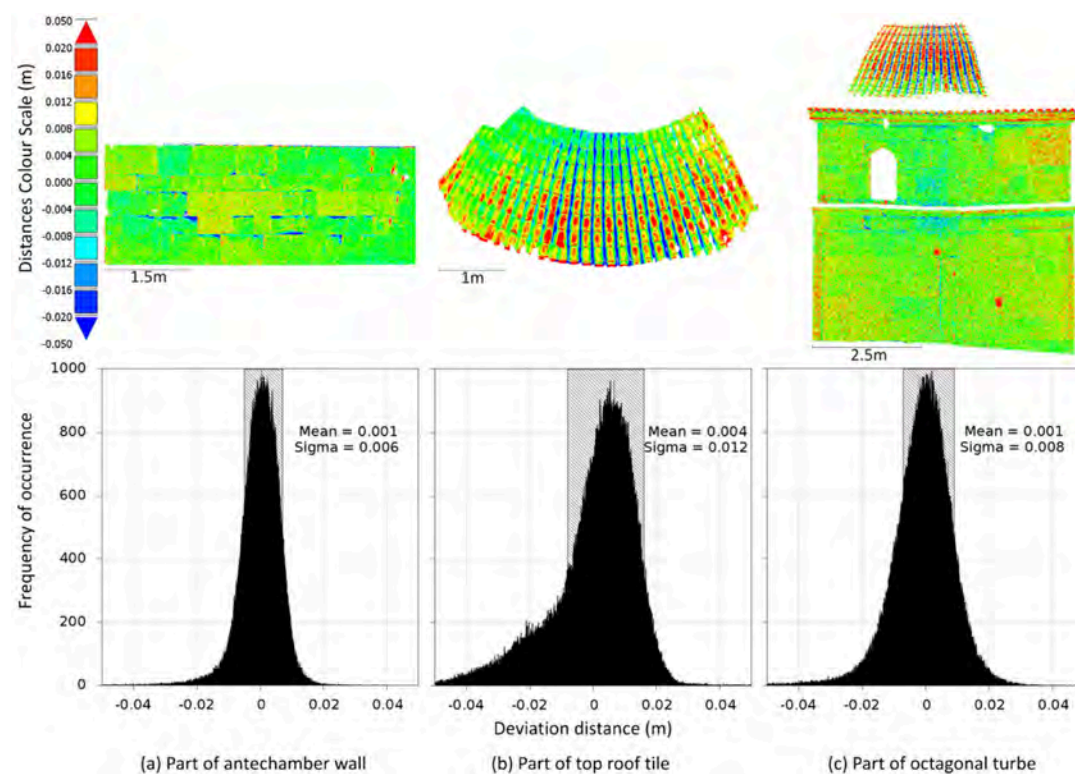 Distances Colour Scale (m)
0.050
0.020
0.016
0.012
0.008
0.004
0.000
-0.004
-0.008
-0.012
-0.016
-0.020
-0.050
1.5m
1m
2.5m
Frequency of occurrence
1000
800
600
400
200
0
Mean = 0.001
Sigma = 0.006
Mean = 0.004
Sigma = 0.012
Mean = 0.001
Sigma = 0.008
-0.04 -0.02 0 0.02 0.04
-0.04 -0.02 0 0.02 0.04
-0.04 -0.02 0 0.02 0.04
Deviation distance (m)
(a) Part of antechamber wall
(b) Part of top roof tile
(c) Part of octagonal turbe